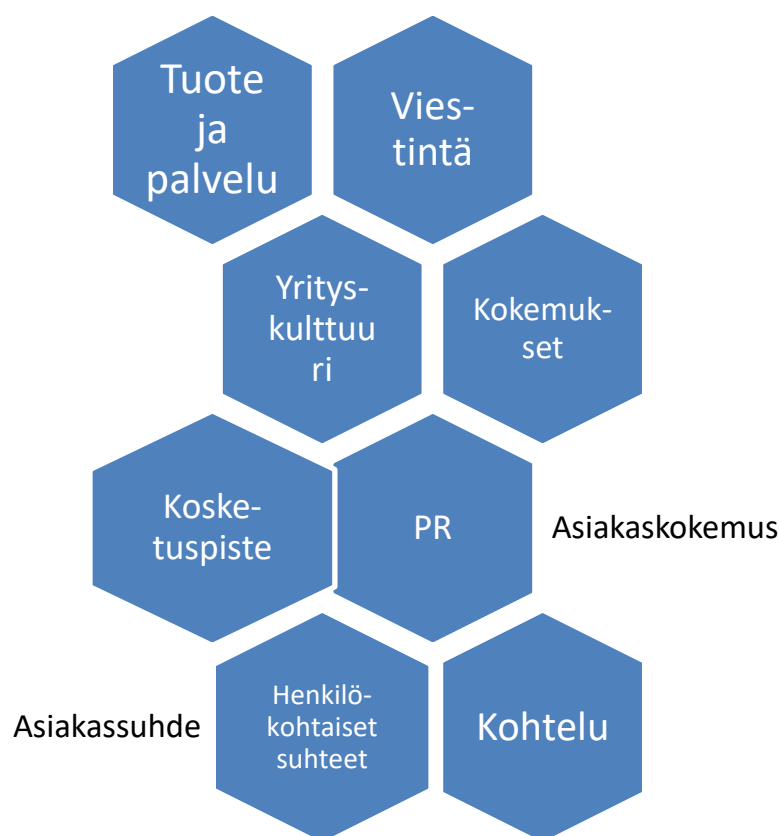 Tuote
ja
palvelu
Vies-
tintä
Yritys-
kulttuu
ri
Kokemuk-
set
Koske-
tuspiste
PR
Asiakaskokemus
Asiakassuhde
Henkilö-
kohtaiset
suhteet
Kohtelu